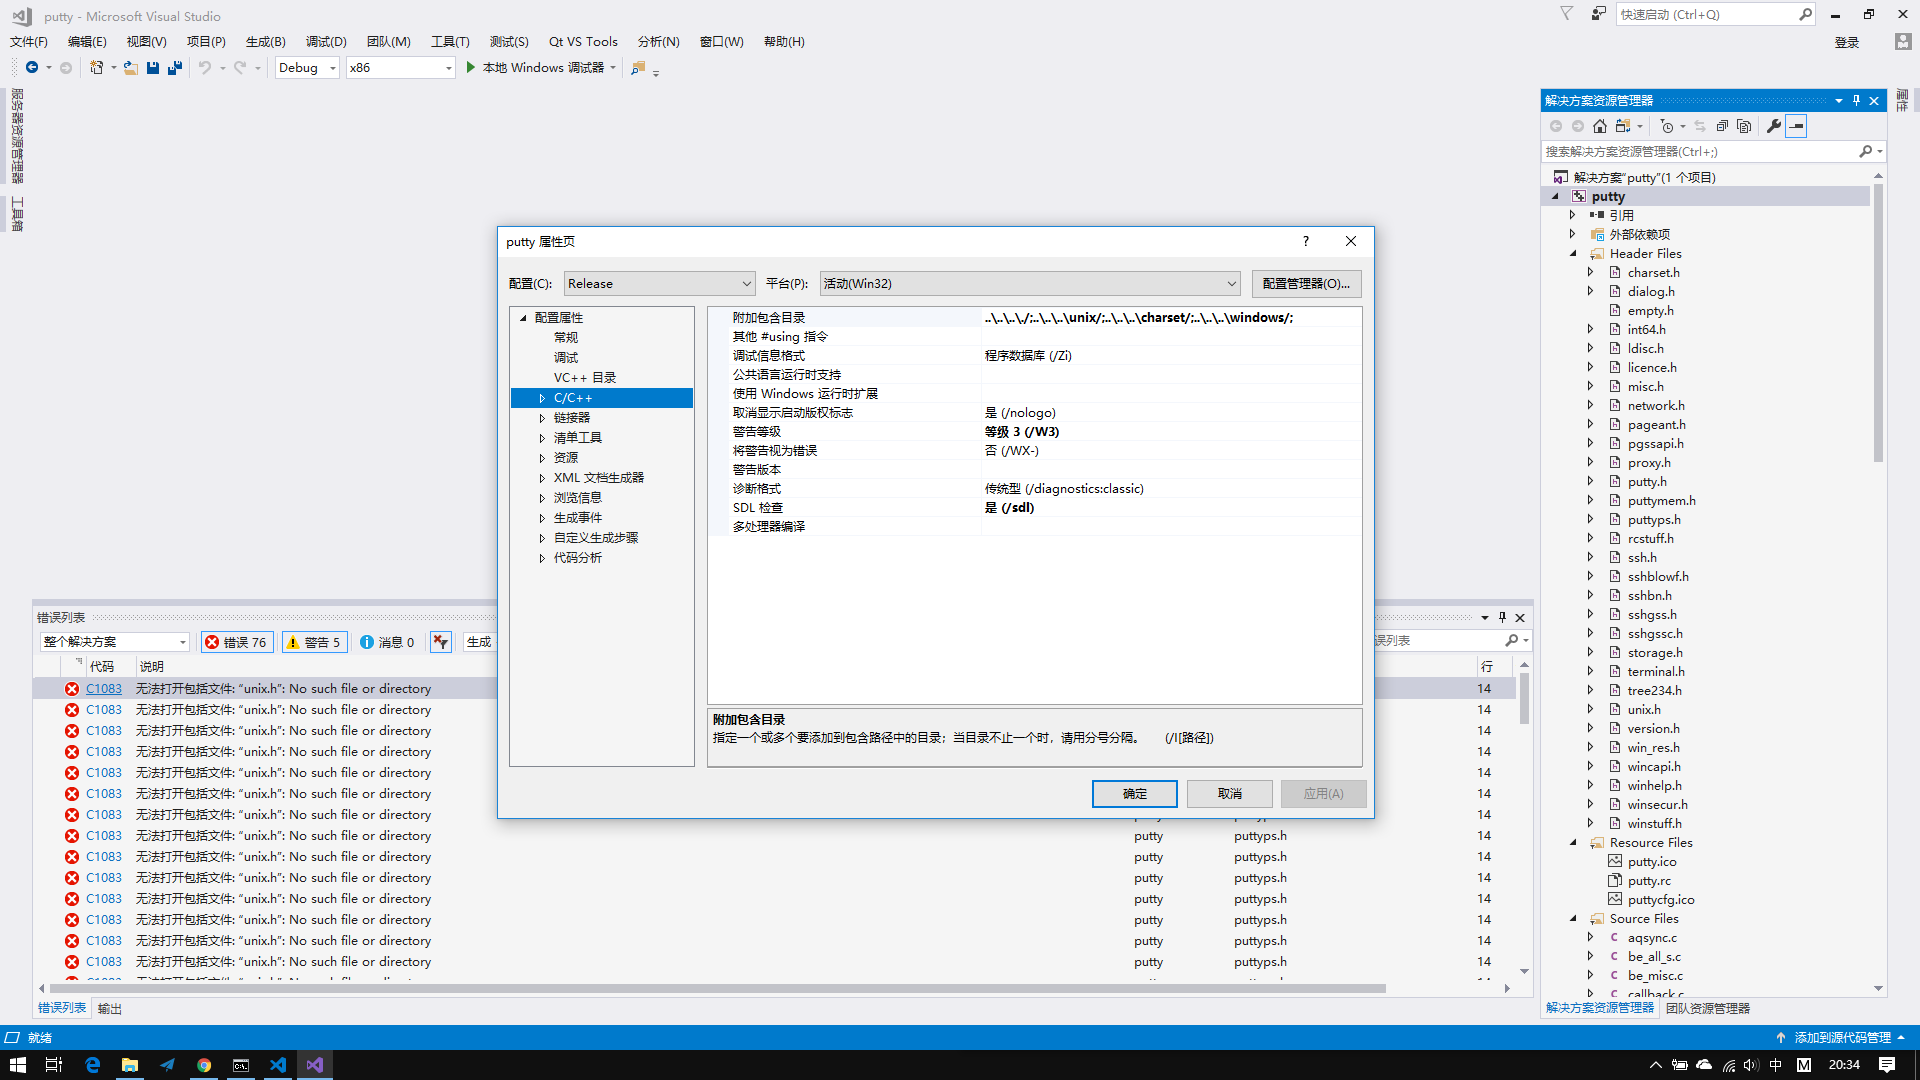 putty - Microsoft Visual Studio
快速启动 (Ctrl+Q)
文件(F) 编辑(E) 视图(V) 项目(P) 生成(B) 调试(D) 团队(M) 工具(T) 测试(S) Qt VS Tools 分析(N) 窗口(W) 帮助(H)
登录
Debug x86 本地 Windows 调试器
服务器资源管理器
工具箱
属性
解决方案资源管理器
搜索解决方案资源管理器(Ctrl+;)
解决方案"putty"(1 个项目)
putty
引用
外部依赖项
Header Files
charset.h
dialog.h
empty.h
int64.h
ldisc.h
licence.h
misc.h
network.h
pageant.h
pgssapi.h
proxy.h
putty.h
puttymem.h
puttyps.h
rcstuff.h
ssh.h
sshblowf.h
sshbn.h
sshgss.h
sshgssc.h
storage.h
terminal.h
tree234.h
unix.h
version.h
win_res.h
wincapi.h
winhelp.h
winsecur.h
winstuff.h
Resource Files
putty.ico
putty.rc
puttycfg.ico
Source Files
aqsync.c
be_all_s.c
be_misc.c
callback.c
解决方案资源管理器 团队资源管理器
putty 属性页
配置(C): Release 平台(P): 活动(Win32) 配置管理器(O)...
配置属性
常规
调试
VC++ 目录
C/C++
链接器
清单工具
资源
XML 文档生成器
浏览信息
生成事件
自定义生成步骤
代码分析
附加包含目录 ..\..\..\./;..\..\..\unix/;..\..\..\charset/;..\..\..\windows/;
其他 #using 指令
调试信息格式 程序数据库 (/Zi)
公共语言运行时支持
使用 Windows 运行时扩展
取消显示启动版权标志 是 (/nologo)
警告等级 等级 3 (/W3)
将警告视为错误 否 (/WX-)
警告版本
诊断格式 传统型 (/diagnostics:classic)
SDL 检查 是 (/sdl)
多处理器编译
附加包含目录
指定一个或多个要添加到包含路径中的目录；当目录不止一个时，请用分号分隔。 (/I[路径])
确定 取消 应用(A)
错误列表
整个解决方案 错误 76 警告 5 消息 0 生成 误列表
代码 说明 行
C1083 无法打开包括文件: “unix.h”: No such file or directory 14
C1083 无法打开包括文件: “unix.h”: No such file or directory 14
C1083 无法打开包括文件: “unix.h”: No such file or directory 14
C1083 无法打开包括文件: “unix.h”: No such file or directory 14
C1083 无法打开包括文件: “unix.h”: No such file or directory 14
C1083 无法打开包括文件: “unix.h”: No such file or directory 14
C1083 无法打开包括文件: “unix.h”: No such file or directory 14
C1083 无法打开包括文件: “unix.h”: No such file or directory putty puttyps.h 14
C1083 无法打开包括文件: “unix.h”: No such file or directory putty puttyps.h 14
C1083 无法打开包括文件: “unix.h”: No such file or directory putty puttyps.h 14
C1083 无法打开包括文件: “unix.h”: No such file or directory putty puttyps.h 14
C1083 无法打开包括文件: “unix.h”: No such file or directory putty puttyps.h 14
C1083 无法打开包括文件: “unix.h”: No such file or directory putty puttyps.h 14
C1083 无法打开包括文件: “unix.h”: No such file or directory putty puttyps.h 14
错误列表 输出
就绪 添加到源代码管理
中 M 20:34